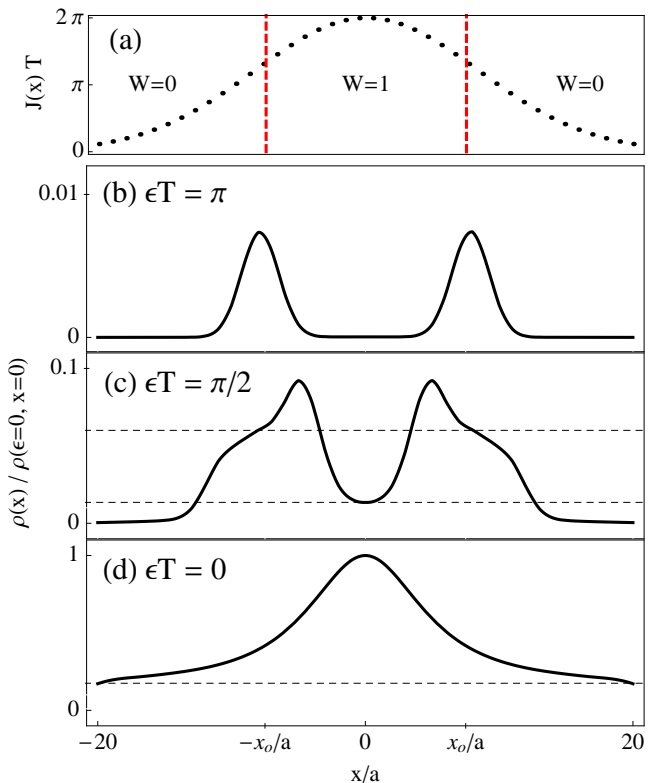 2 π
π
0
J(x) T
(a)
W=0
W=1
W=0
0.01
0
(b) ϵT = π
0.1
0
(c) ϵT = π/2
ρ(x) / ρ(ϵ=0, x=0)
1
0
(d) ϵT = 0
−20
−x₀/a
0
x₀/a
20
x/a